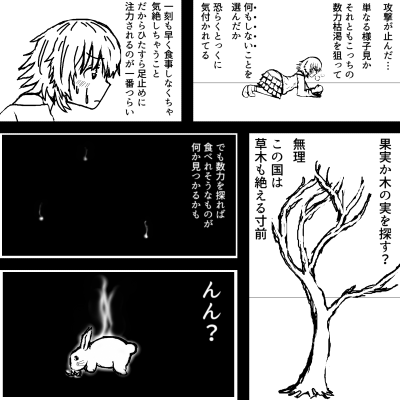 攻撃が止んだ…
単なる様子見か
それともこっちの
数力枯渇を狙って
何もしないことを
選んだか
恐らくとっくに
気付かれてる
一刻も早く食事しなくちゃ
気絶しちゃうこと
だからひたすら足止めに
注力されるのが一番つらい
果実か木の実を探す?
無理
この国は
草木も絶える寸前
でも数力を探れば
食べれそうなものが
何か見つかるかも
んん?